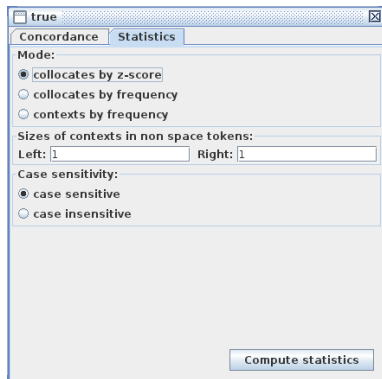 true
Concordance Statistics
Mode:
collocates by z-score
collocates by frequency
contexts by frequency
Sizes of contexts in non space tokens:
Left: 1 Right: 1
Case sensitivity:
case sensitive
case insensitive
Compute statistics